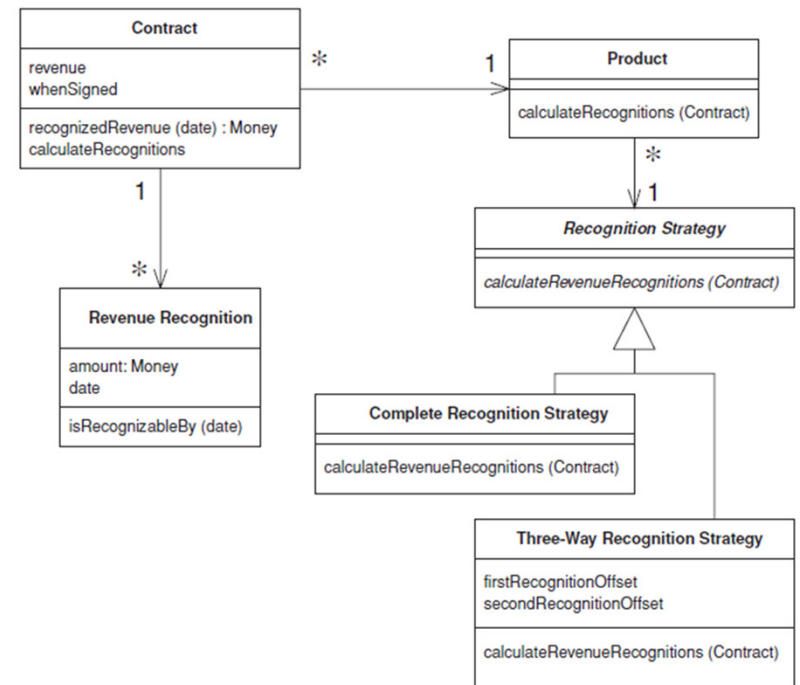 Contract
revenue
whenSigned
recognizedRevenue (date) : Money
calculateRecognitions
*
1
Product
calculateRecognitions (Contract)
*
1
Recognition Strategy
calculateRevenueRecognitions (Contract)
1
*
Revenue Recognition
amount: Money
date
isRecognizableBy (date)
Complete Recognition Strategy
calculateRevenueRecognitions (Contract)
Three-Way Recognition Strategy
firstRecognitionOffset
secondRecognitionOffset
calculateRevenueRecognitions (Contract)